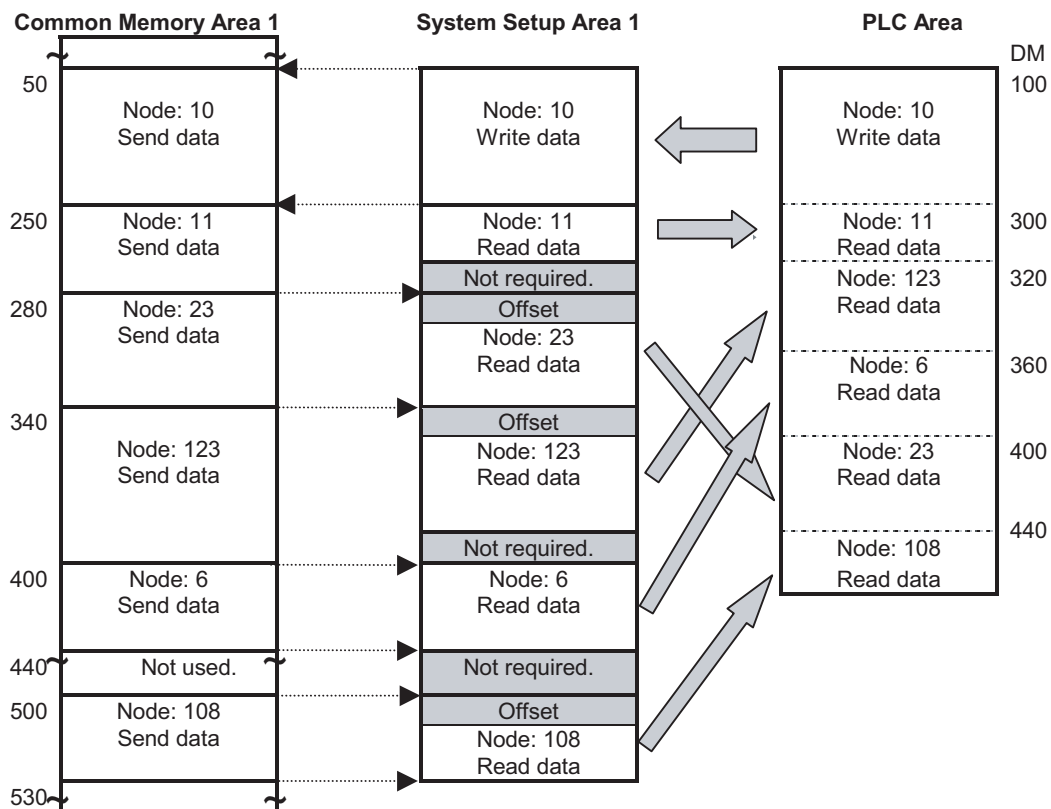 Common Memory Area 1
System Setup Area 1
PLC Area
DM
50
100
Node: 10
Send data
Node: 10
Write data
Node: 10
Write data
250
Node: 11
Send data
Node: 11
Read data
Node: 11
Read data
300
Not required.
280
Node: 23
Send data
Offset
Node: 23
Read data
Node: 123
Read data
320
Node: 6
Read data
360
340
Node: 123
Send data
Offset
Node: 123
Read data
Node: 23
Read data
400
Not required.
440
400
Node: 6
Send data
Node: 6
Read data
Node: 108
Read data
440
Not used.
Not required.
500
Node: 108
Send data
Offset
Node: 108
Read data
530